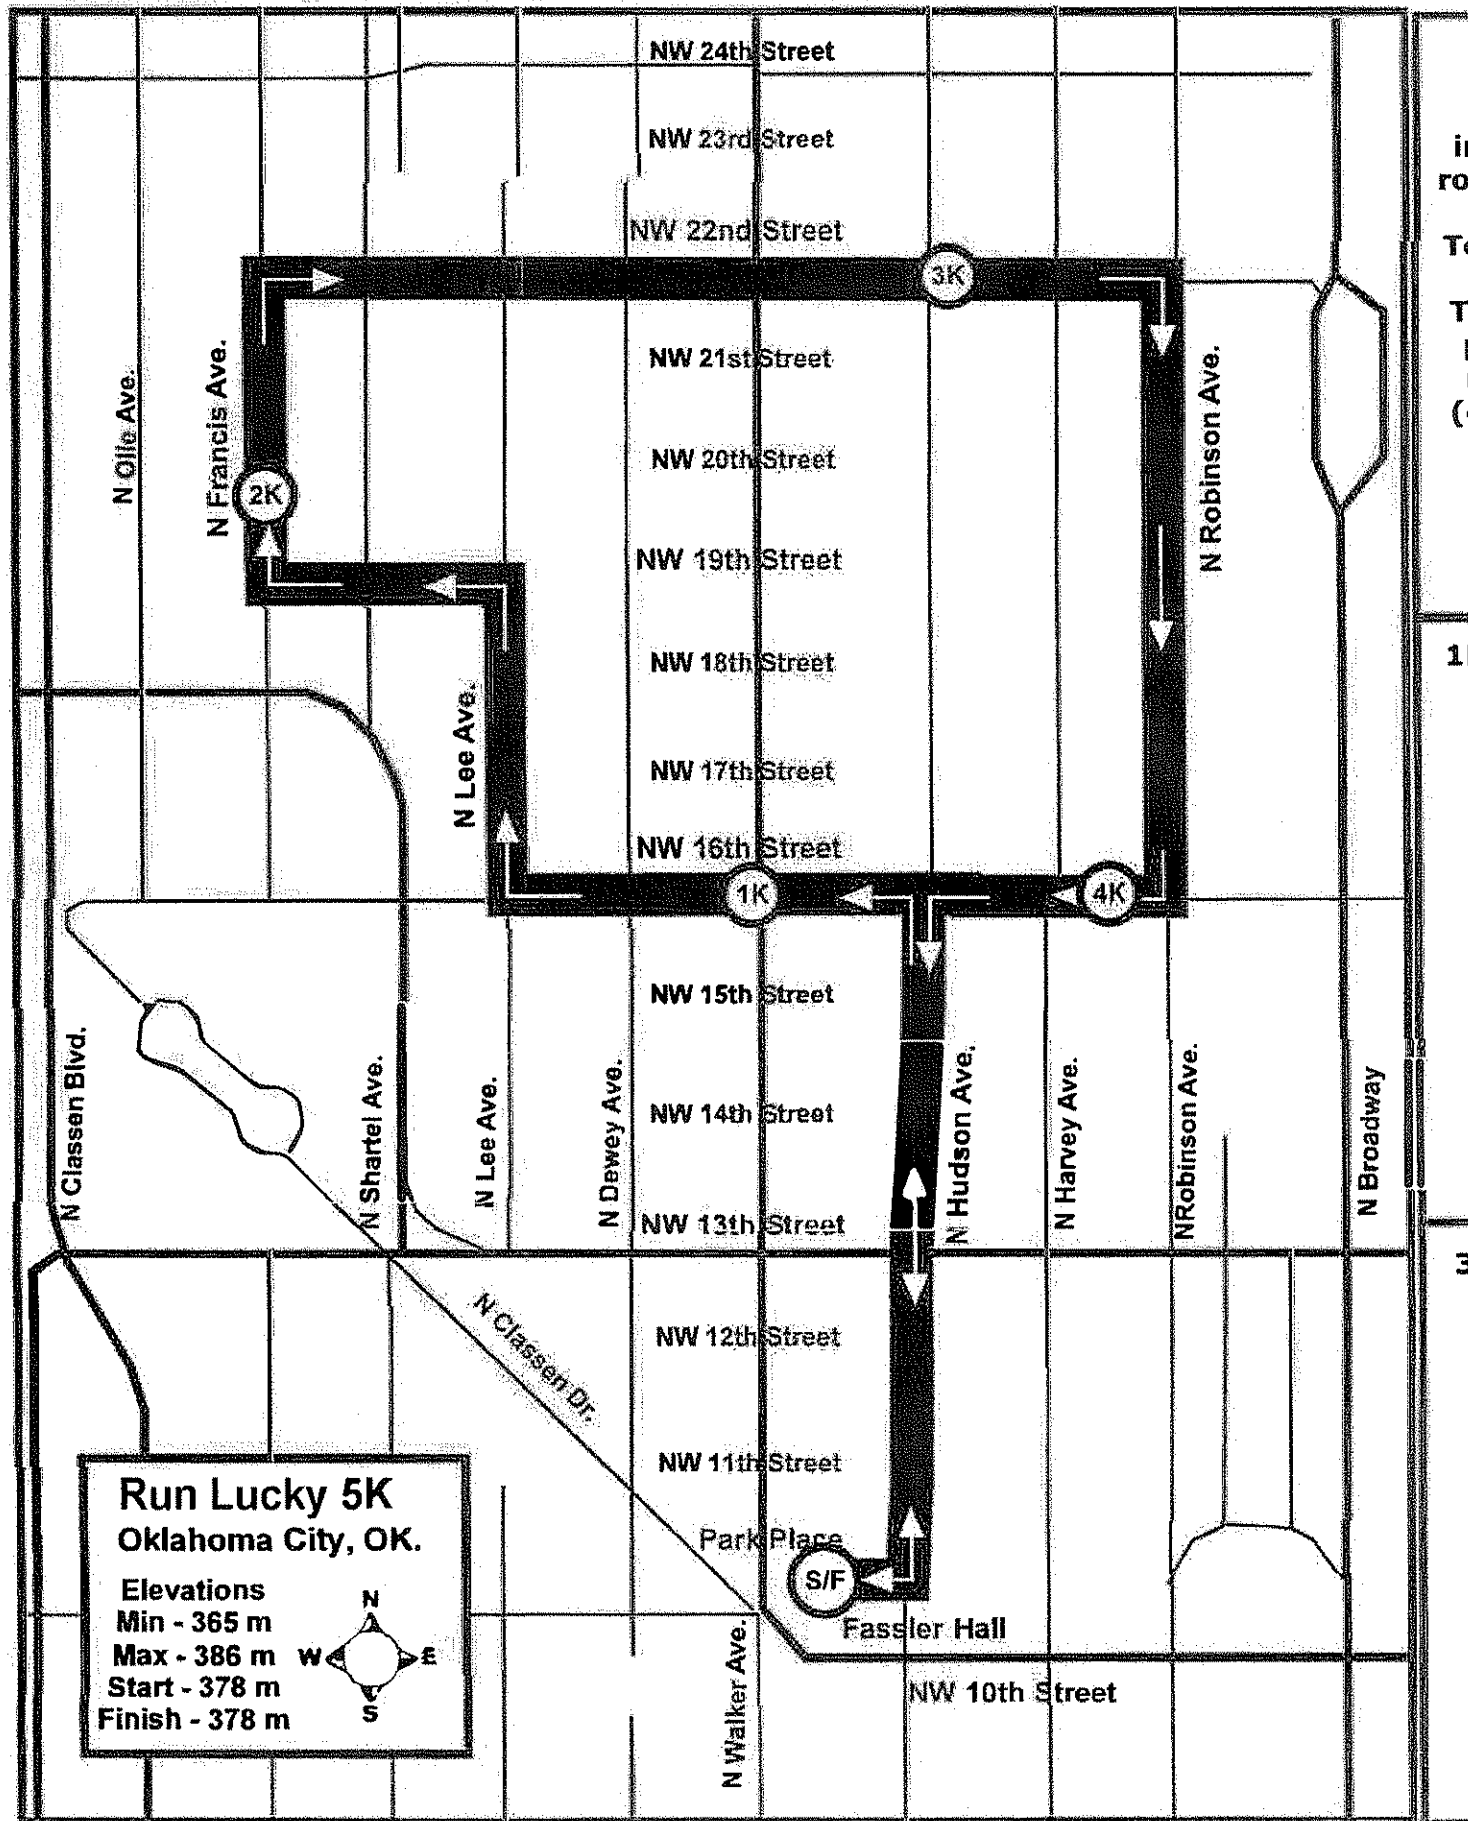 NW 24th Street
NW 23rd Street
NW 22nd Street
3K
NW 21st Street
N Olie Ave.
N Francis Ave.
N Robinson Ave.
NW 20th Street
2K
NW 19th Street
NW 18th Street
N Lee Ave.
NW 17th Street
NW 16th Street
1K
4K
NW 15th Street
N Classen Blvd.
N Shartel Ave.
N Lee Ave.
N Dewey Ave.
NW 14th Street
N Hudson Ave.
N Harvey Ave.
NRobinson Ave.
N Broadway
NW 13th Street
N Classen Dr.
NW 12th Street
NW 11th Street
Park Place
S/F
Fassler Hall
N Walker Ave.
NW 10th Street
Run Lucky 5K
Oklahoma City, OK.
Elevations
Min - 365 m
Max - 386 m
Start - 378 m
Finish - 378 m
N
W E
S